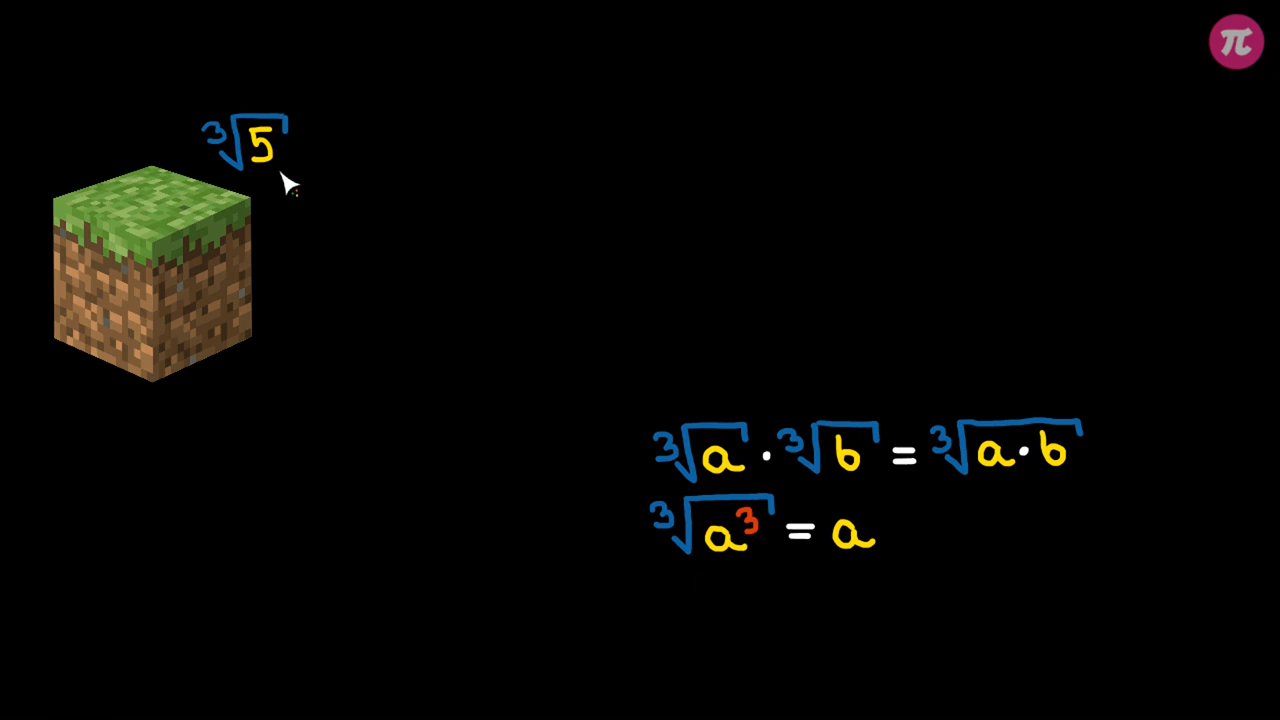 π
∛5
∛a · ∛b = ∛a·b
∛a³ = a